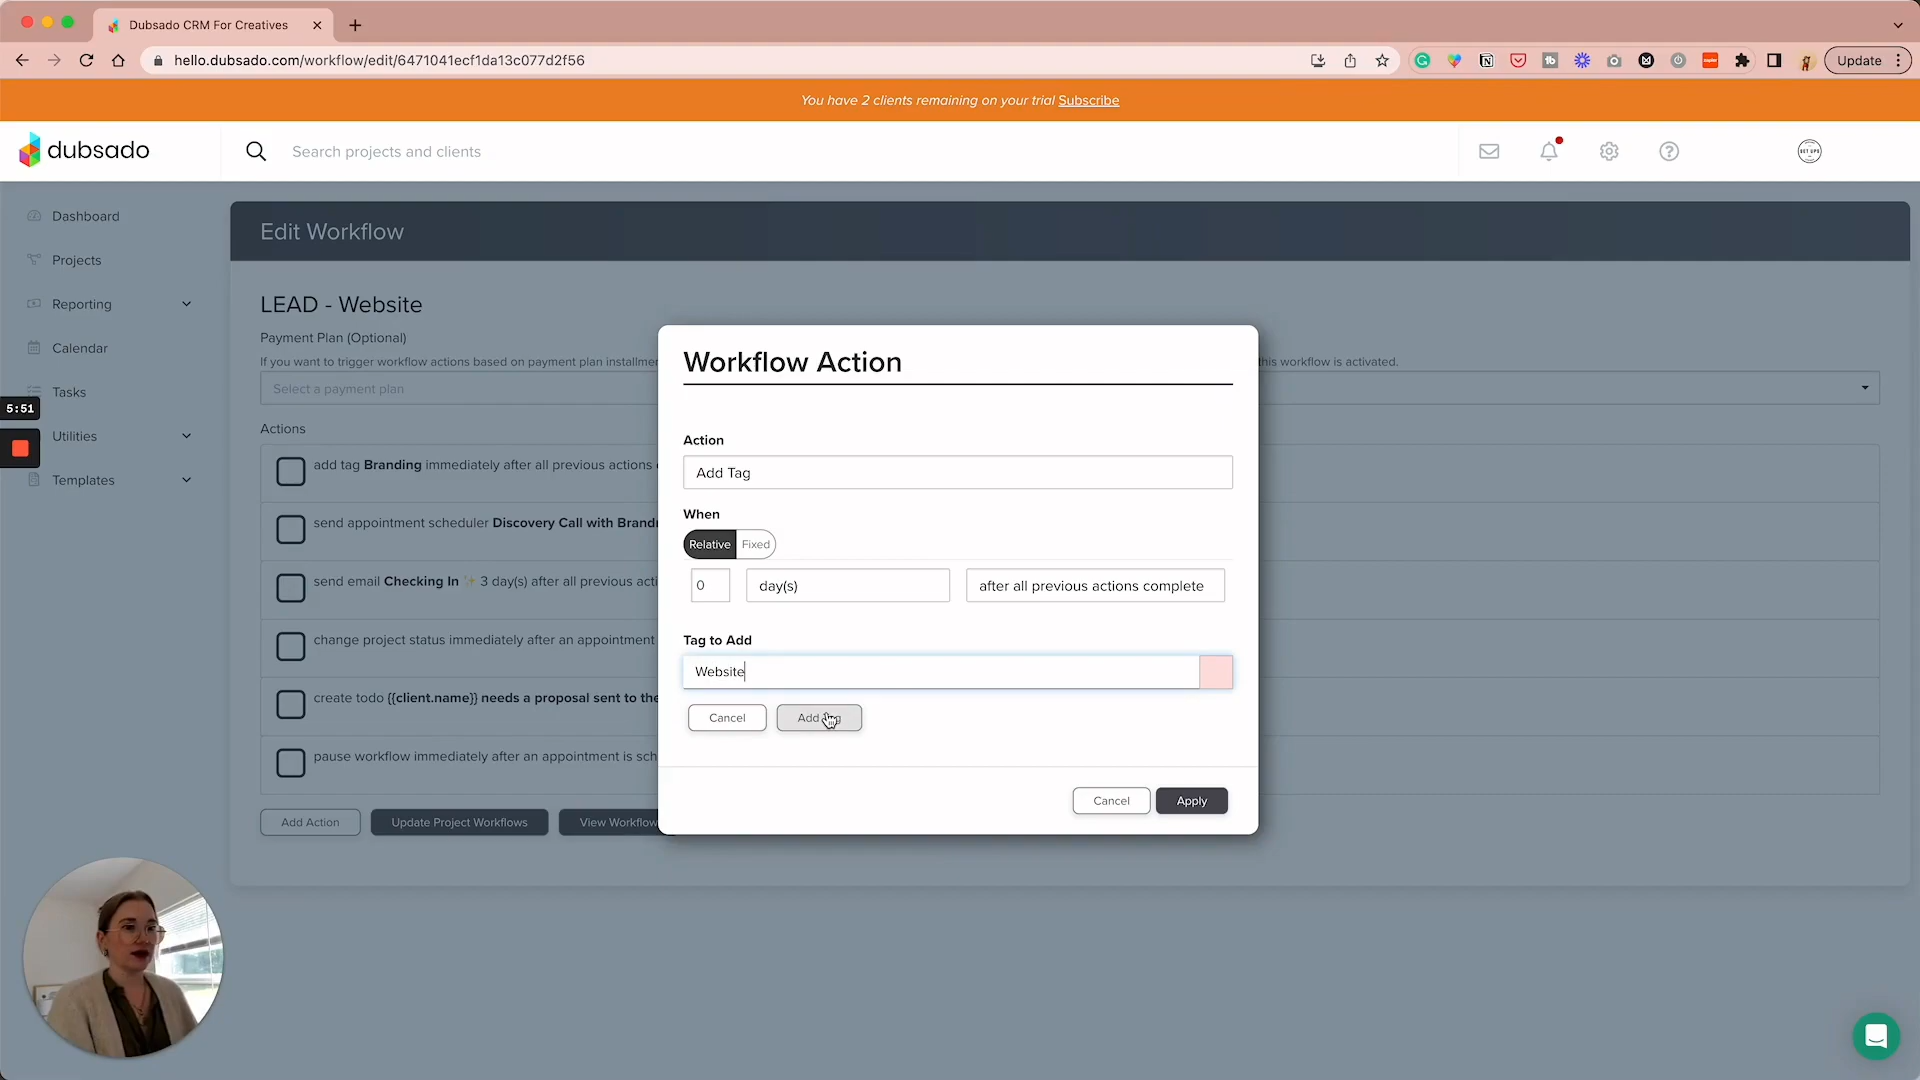 Dubsado CRM For Creatives
hello.dubsado.com/workflow/edit/6471041ecf1da13c077d2f56
Update
You have 2 clients remaining on your trial Subscribe
dubsado
Search projects and clients
Dashboard
Projects
Reporting
Calendar
Tasks
5:51
Utilities
Templates
Edit Workflow
LEAD - Website
Payment Plan (Optional)
If you want to trigger workflow actions based on payment plan installmer
this workflow is activated.
Select a payment plan
Actions
add tag Branding immediately after all previous actions
send appointment scheduler Discovery Call with Brandi
send email Checking In ✨ 3 day(s) after all previous acti
change project status immediately after an appointment
create todo {{client.name}} needs a proposal sent to the
pause workflow immediately after an appointment is sch
Add Action
Update Project Workflows
View Workflow
Workflow Action
Action
Add Tag
When
Relative
Fixed
0
day(s)
after all previous actions complete
Tag to Add
Website
Cancel
Add
Cancel
Apply